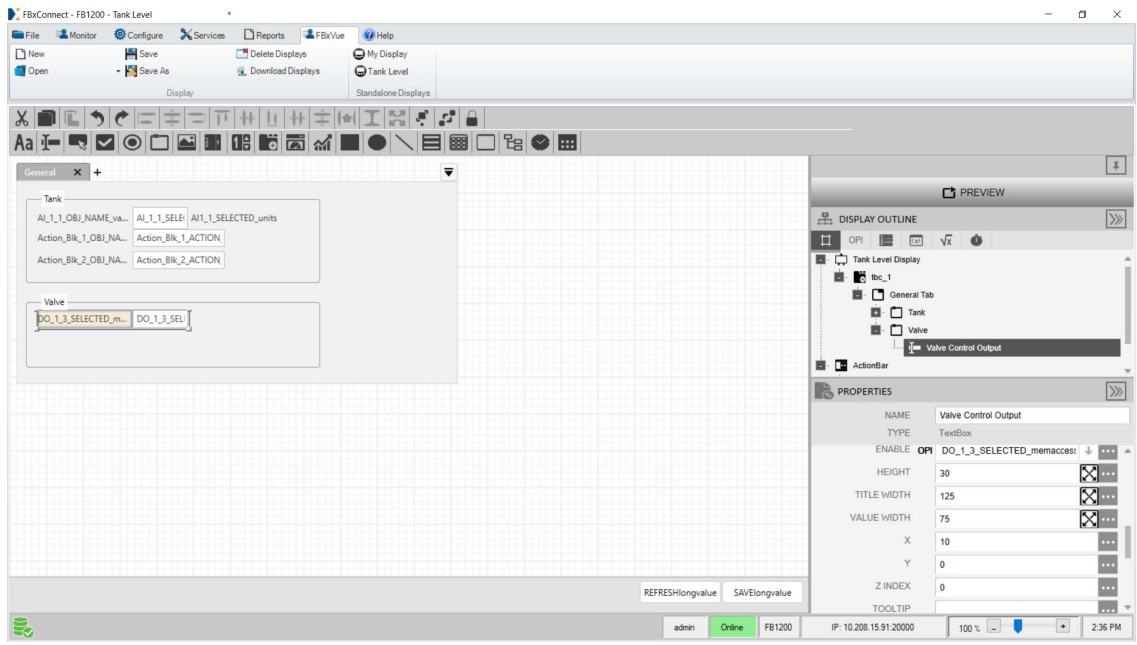 FBxConnect - FB1200 - Tank Level *
File Monitor Configure Services Reports FBxVue Help
New Save Delete Displays My Display
Open Save As Download Displays Tank Level
Display Standalone Displays
Aa
General
PREVIEW
Tank
DISPLAY OUTLINE
AI_1_1_OBJ_NAME_va... AI_1_1_SELE AI1_1_SELECTED_units
Action_Blk_1_OBJ_NA... Action_Blk_1_ACTION_
OPI
Action_Blk_2_OBJ_NA... Action_Blk_2_ACTION_
Tank Level Display
tbc_1
General Tab
Valve
Tank
DO_1_3_SELECTED_m... DO_1_3_SEL
Valve
Valve Control Output
ActionBar
PROPERTIES
NAME Valve Control Output
TYPE TextBox
ENABLE OPI DO_1_3_SELECTED_memaccess
HEIGHT 30
TITLE WIDTH 125
VALUE WIDTH 75
X 10
Y 0
Z INDEX 0
REFRESHlongvalue SAVElongvalue
TOOLTIP
admin Online FB1200 IP: 10.208.15.91:20000 100 % - + 2:36 PM